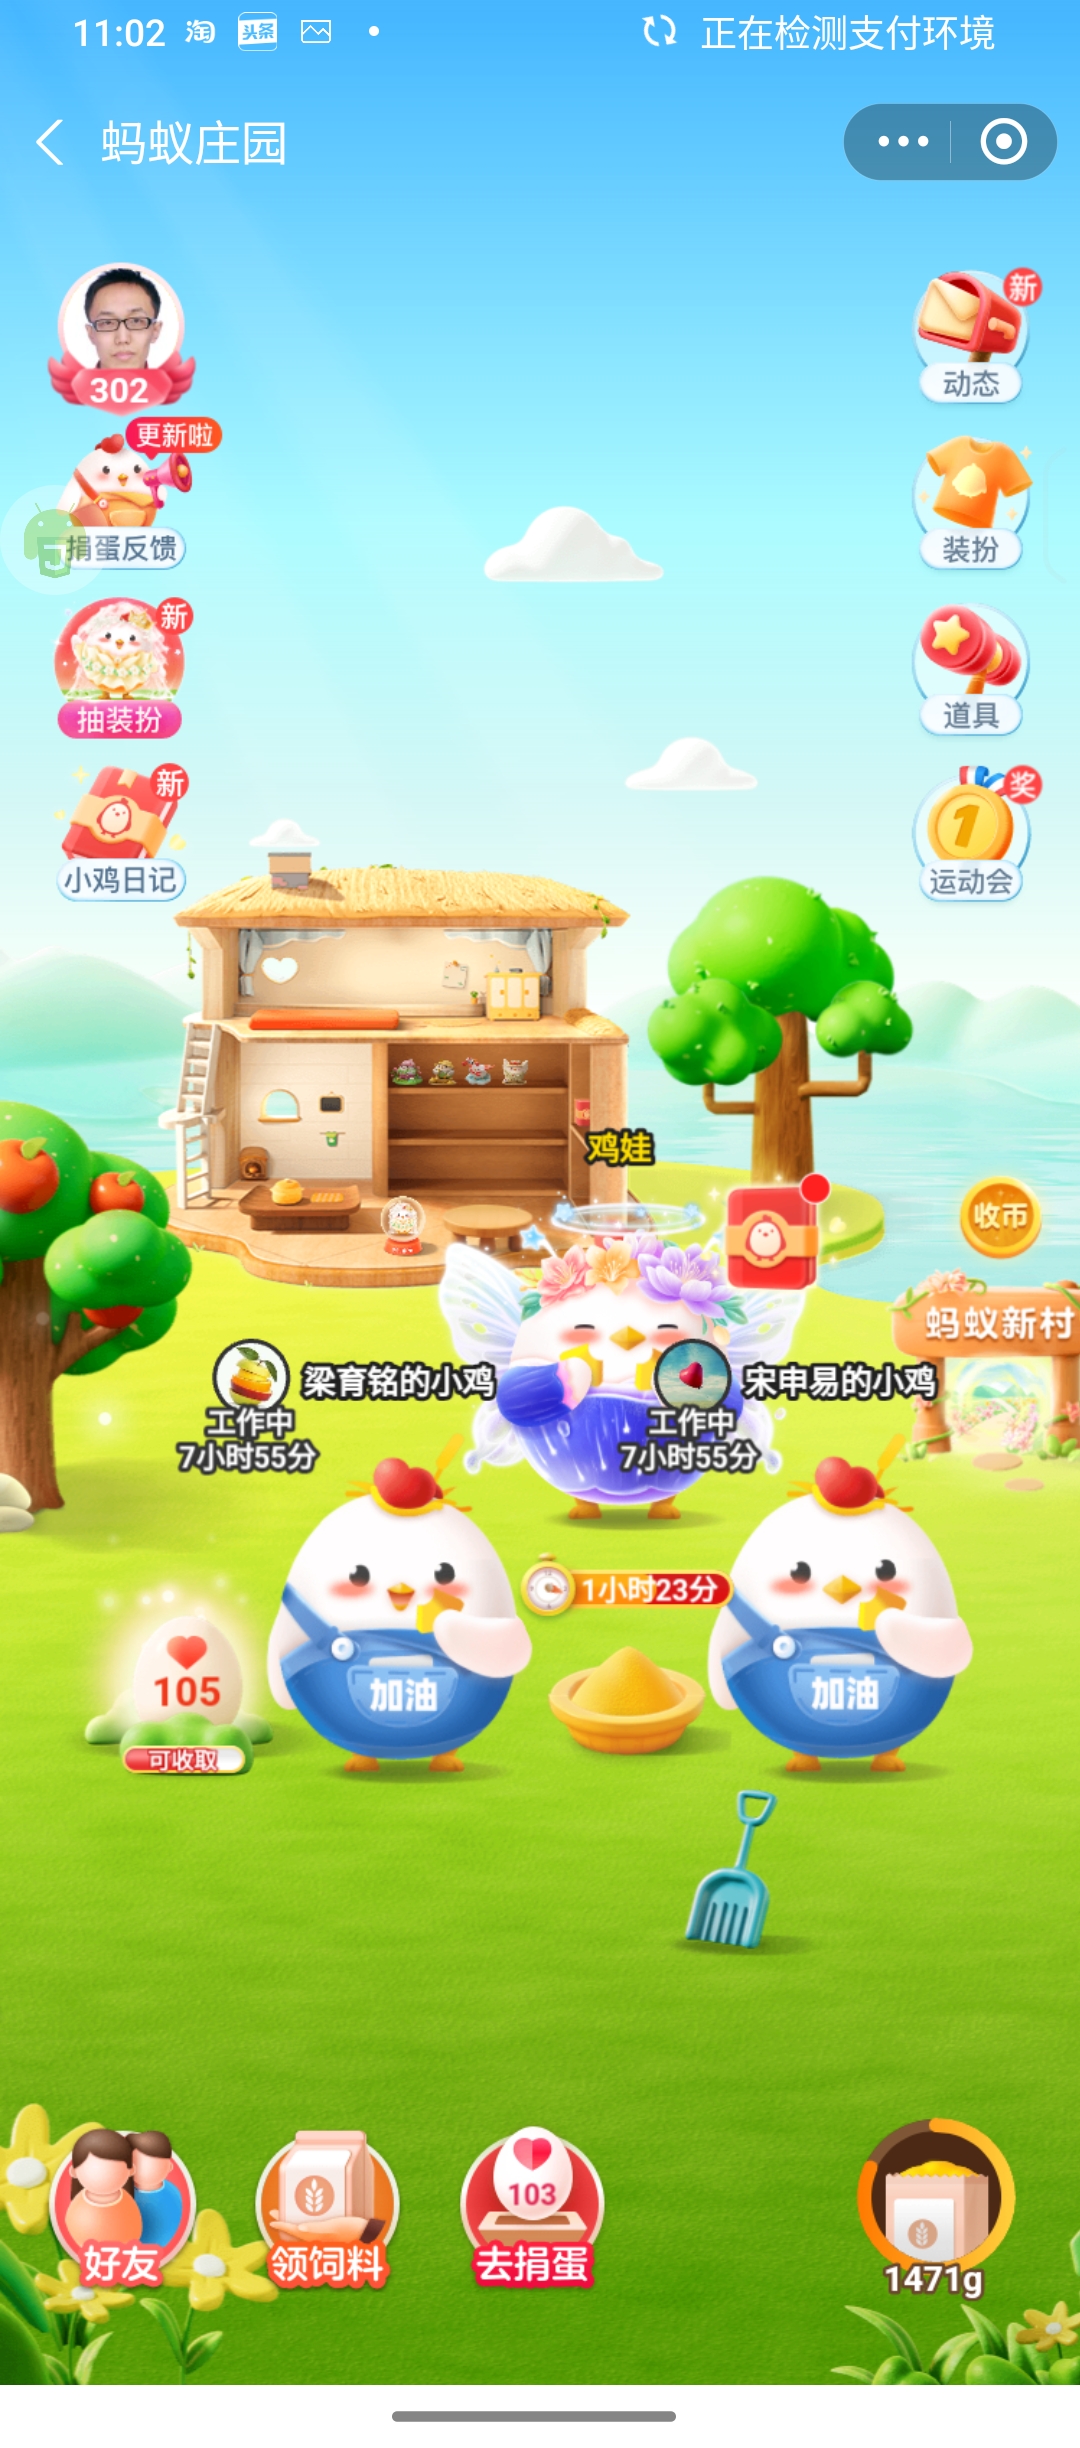 11:02 淘 头条 正在检测支付环境
蚂蚁庄园
302
新
动态
更新啦
捐蛋反馈
装扮
新
抽装扮
道具
新
小鸡日记
奖
1
运动会
鸡娃
收币
蚂蚁新村
梁育铭的小鸡
工作中
7小时55分
宋申易的小鸡
工作中
7小时55分
1小时23分
105
可收取
加油
加油
好友
领饲料
103
去捐蛋
1471g